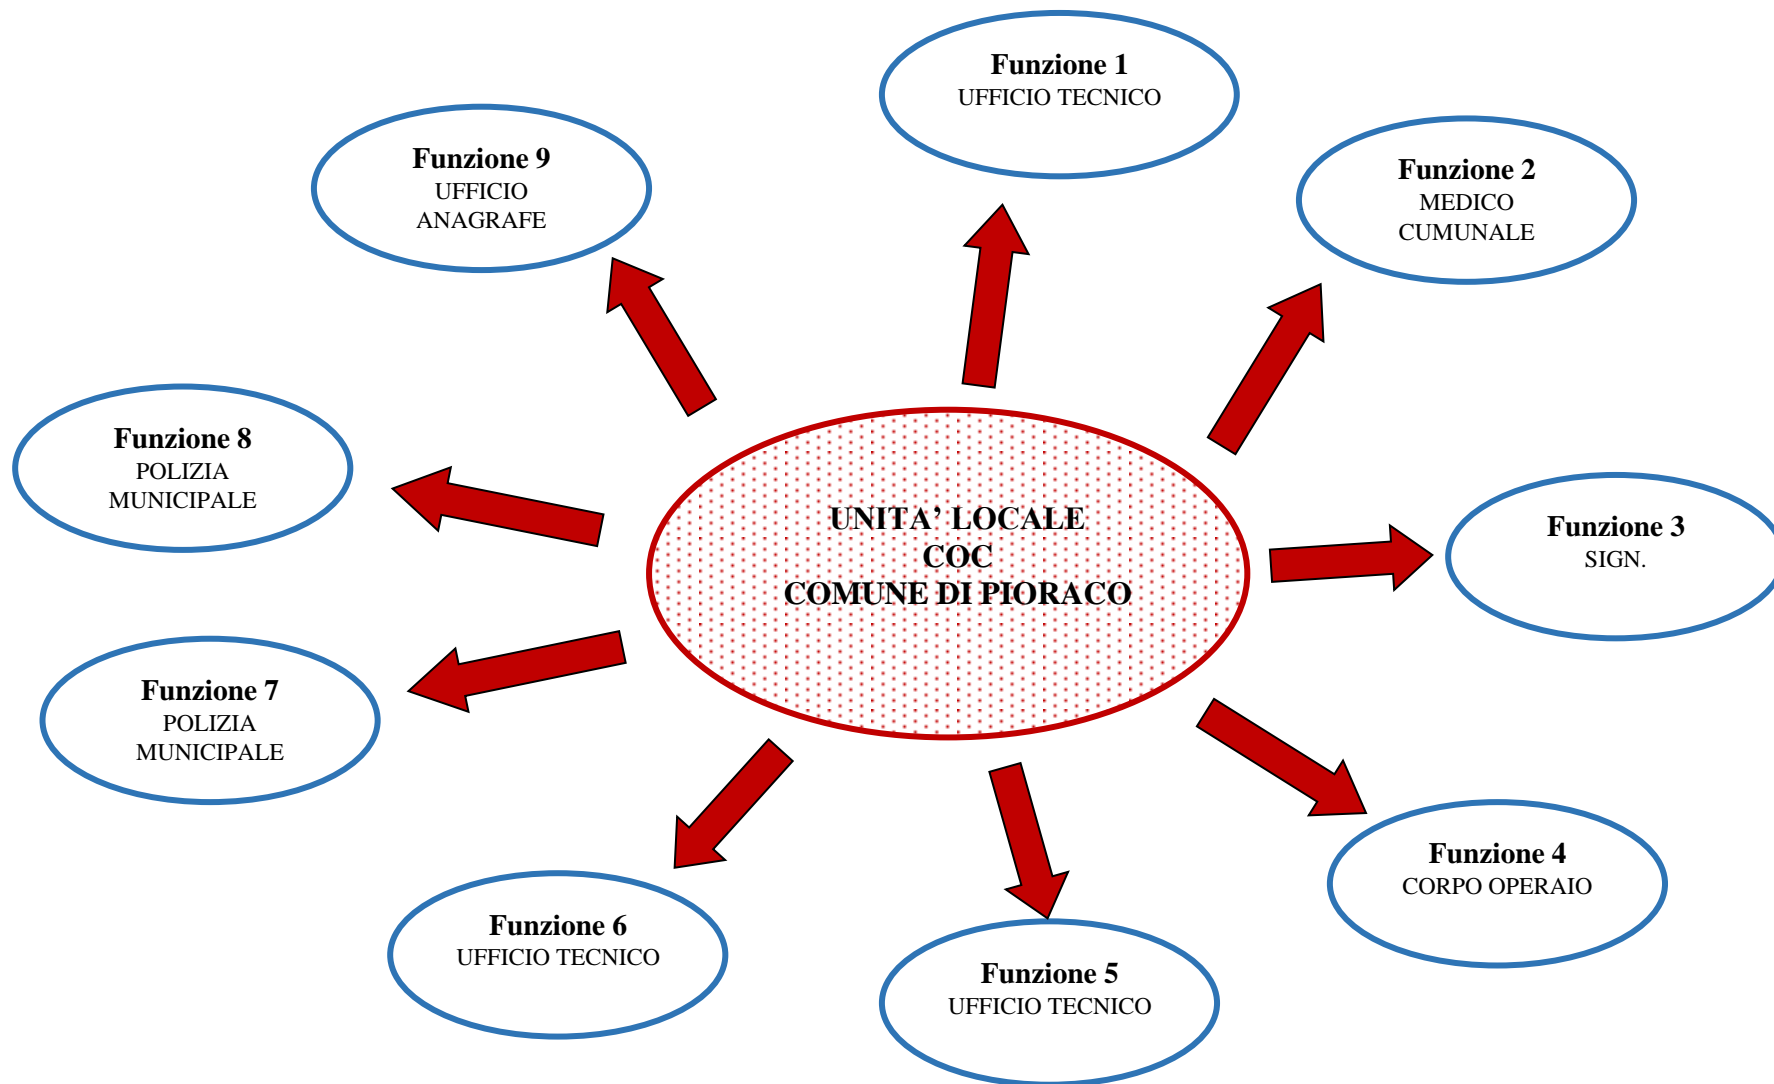 Funzione 1
UFFICIO TECNICO
Funzione 2
MEDICO
CUMUNALE
Funzione 3
SIGN.
Funzione 4
CORPO OPERAIO
Funzione 5
UFFICIO TECNICO
Funzione 6
UFFICIO TECNICO
Funzione 7
POLIZIA
MUNICIPALE
Funzione 8
POLIZIA
MUNICIPALE
Funzione 9
UFFICIO
ANAGRAFE
UNITA’ LOCALE
COC
COMUNE DI PIORACO